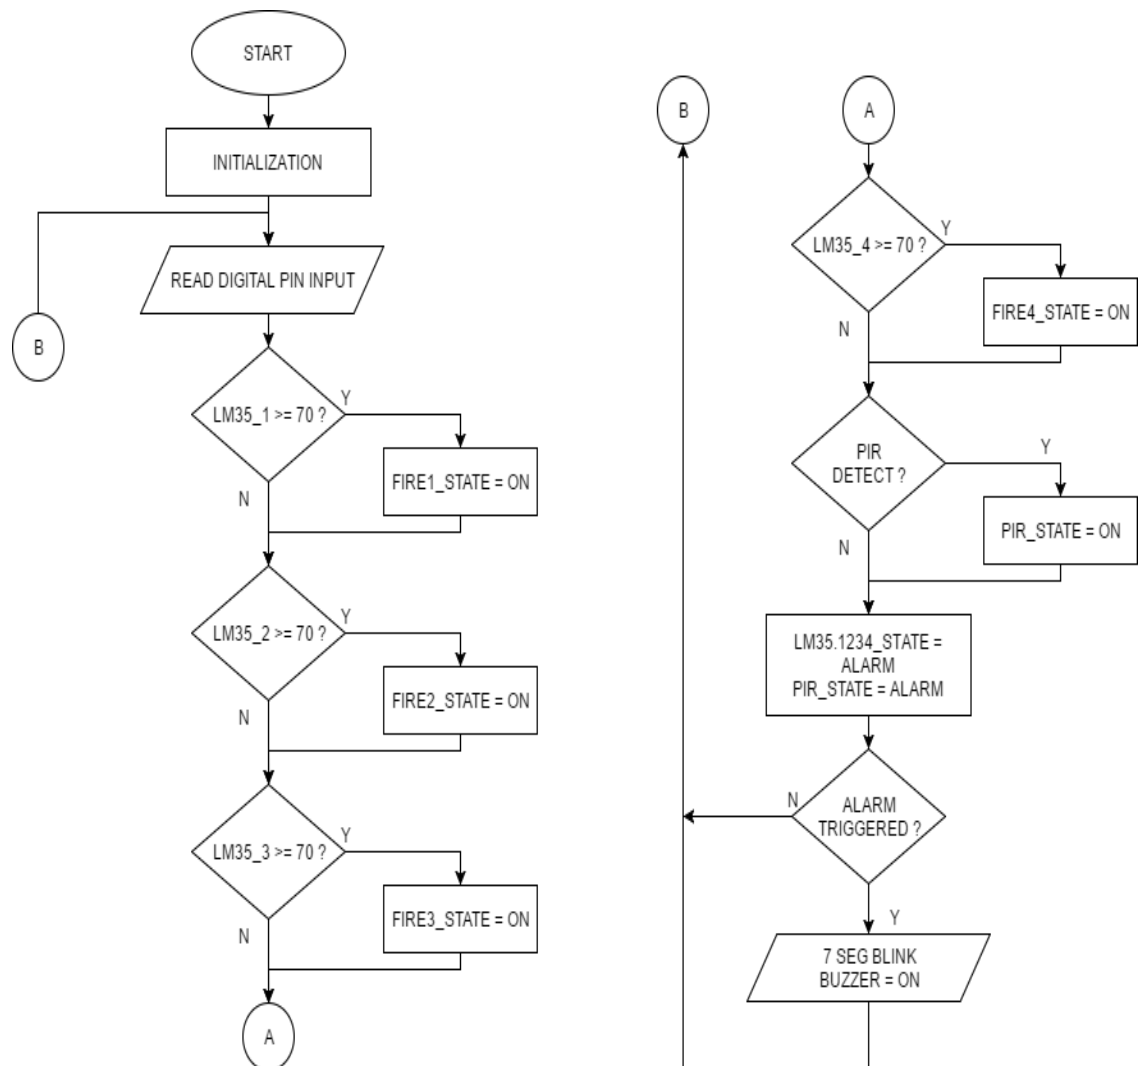 START
INITIALIZATION
READ DIGITAL PIN INPUT
B
LM35_1 >= 70 ?
Y
FIRE1_STATE = ON
N
LM35_2 >= 70 ?
Y
FIRE2_STATE = ON
N
LM35_3 >= 70 ?
Y
FIRE3_STATE = ON
N
A
B
A
LM35_4 >= 70 ?
Y
FIRE4_STATE = ON
N
PIR
DETECT ?
Y
PIR_STATE = ON
N
LM35.1234_STATE =
ALARM
PIR_STATE = ALARM
ALARM
TRIGGERED ?
N
Y
7 SEG BLINK
BUZZER = ON